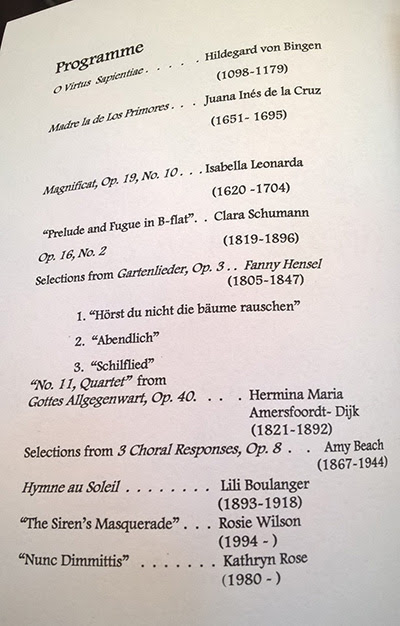 Programme
O Virtus Sapientiae . . . . . Hildegard von Bingen
(1098-1179)
Madre la de Los Primores . . . Juana Inés de la Cruz
(1651- 1695)
Magnificat, Op. 19, No. 10 . . . Isabella Leonarda
(1620 -1704)
“Prelude and Fugue in B-flat”. . Clara Schumann
Op. 16, No. 2 (1819-1896)
Selections from Gartenlieder, Op. 3 . . Fanny Hensel
(1805-1847)
1. “Hörst du nicht die bäume rauschen”
2. “Abendlich”
3. “Schilflied”
“No. 11, Quartet” from
Gottes Allgegenwart, Op. 40. . . . Hermina Maria
Amersfoordt- Dijk
(1821-1892)
Selections from 3 Choral Responses, Op. 8 . . Amy Beach
(1867-1944)
Hymne au Soleil . . . . . . . . Lili Boulanger
(1893-1918)
“The Siren’s Masquerade” . . . Rosie Wilson
(1994 - )
“Nunc Dimmittis” . . . . . . . Kathryn Rose
(1980 - )